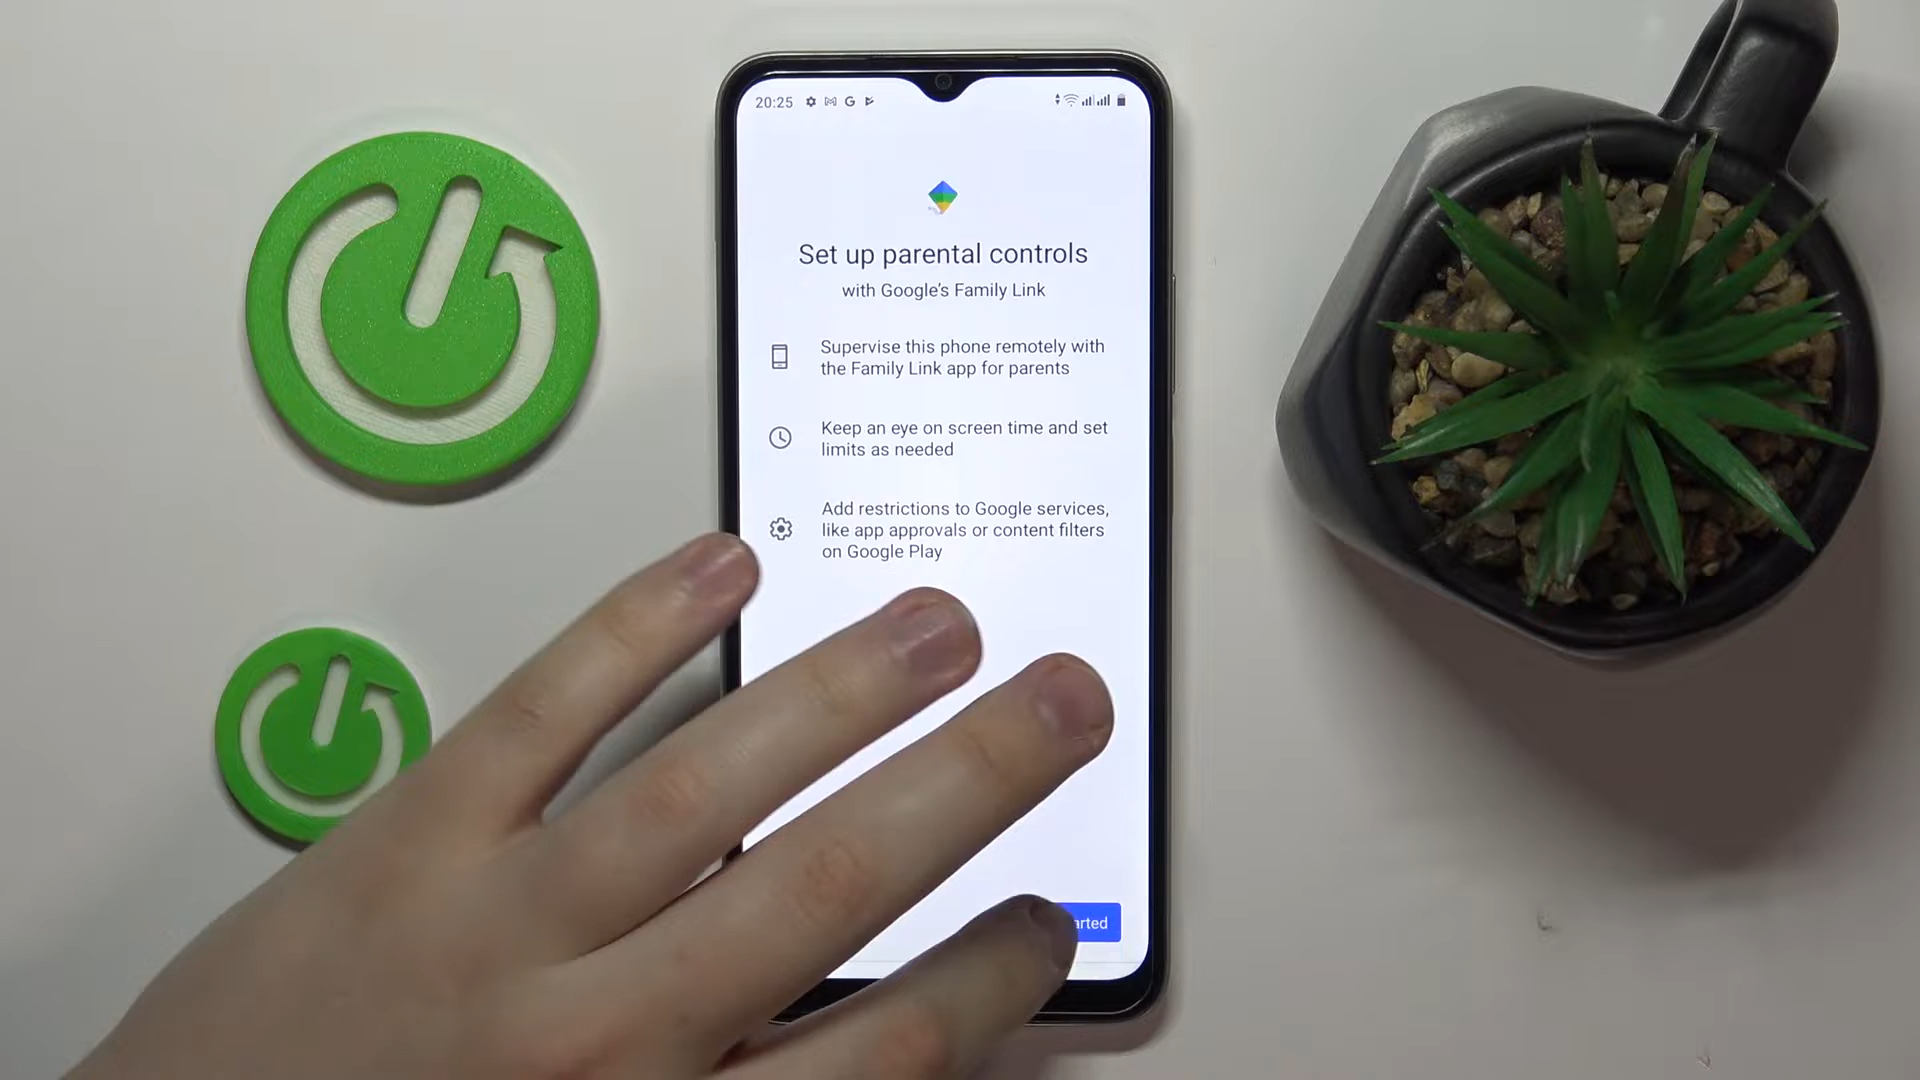 20:25
Set up parental controls
with Google's Family Link
Supervise this phone remotely with
the Family Link app for parents
Keep an eye on screen time and set
limits as needed
Add restrictions to Google services,
like app approvals or content filters
on Google Play